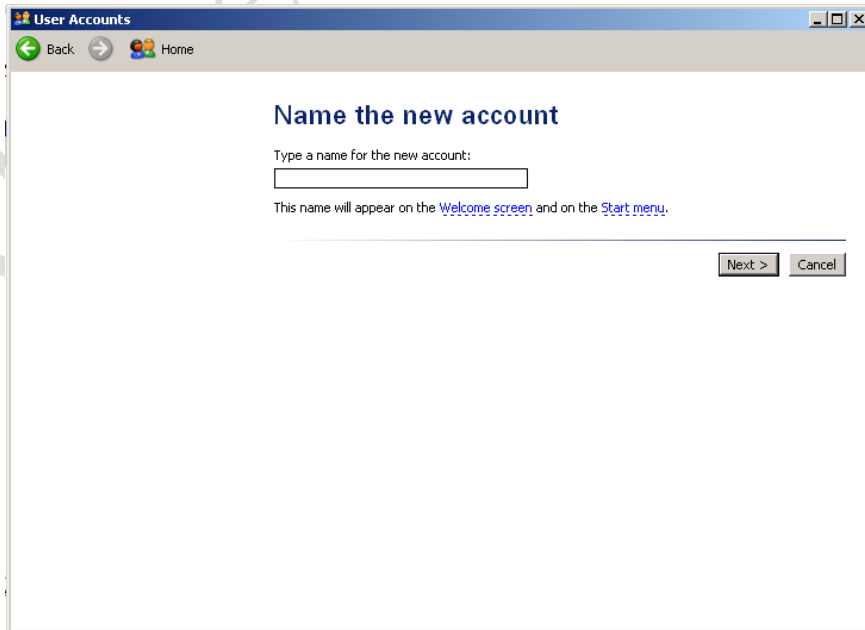 User Accounts
Back Home
Name the new account
Type a name for the new account:
This name will appear on the Welcome screen and on the Start menu.
Next > Cancel